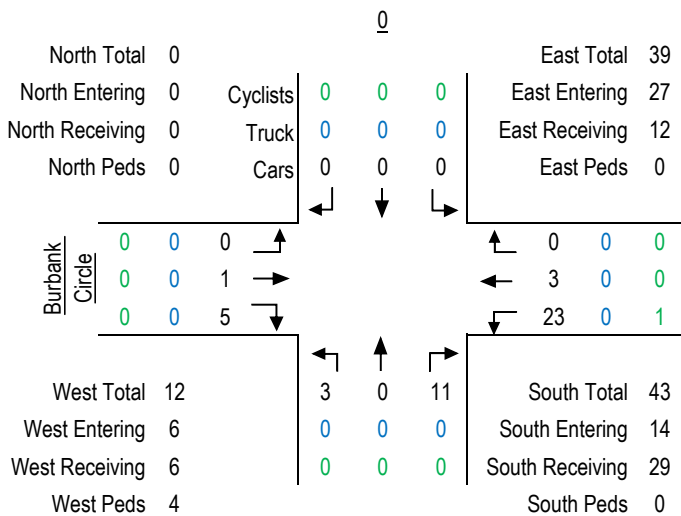 0
North Total 0
East Total 39
North Entering 0 Cyclists 0 0 0 East Entering 27
North Receiving 0 Truck 0 0 0 East Receiving 12
North Peds 0 Cars 0 0 0 East Peds 0
Burbank
Circle
0 0 0
0 0 0
0 0 1
3 0 0
0 0 5
23 0 1
West Total 12 3 0 11 South Total 43
West Entering 6 0 0 0 South Entering 14
West Receiving 6 0 0 0 South Receiving 29
West Peds 4
South Peds 0